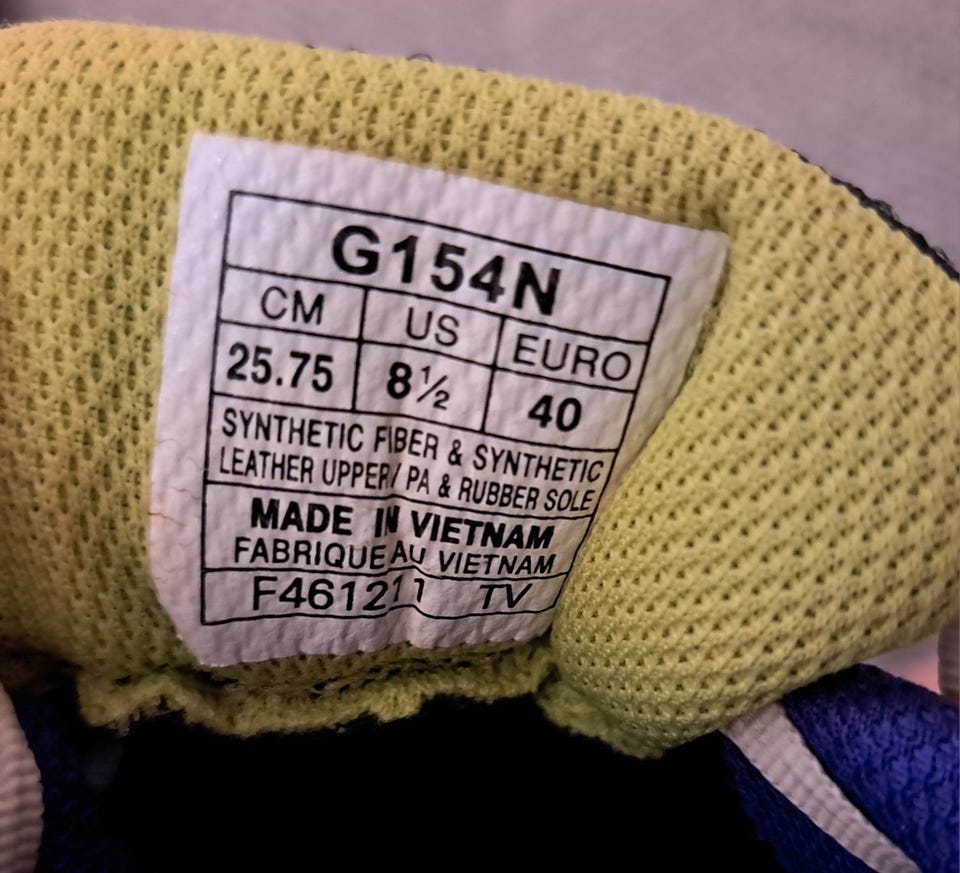 G154N
CM US EURO
25.75 8½ 40
SYNTHETIC FIBER & SYNTHETIC
LEATHER UPPER/ PA & RUBBER SOLE
MADE IN VIETNAM
FABRIQUE AU VIETNAM
F461211 TV